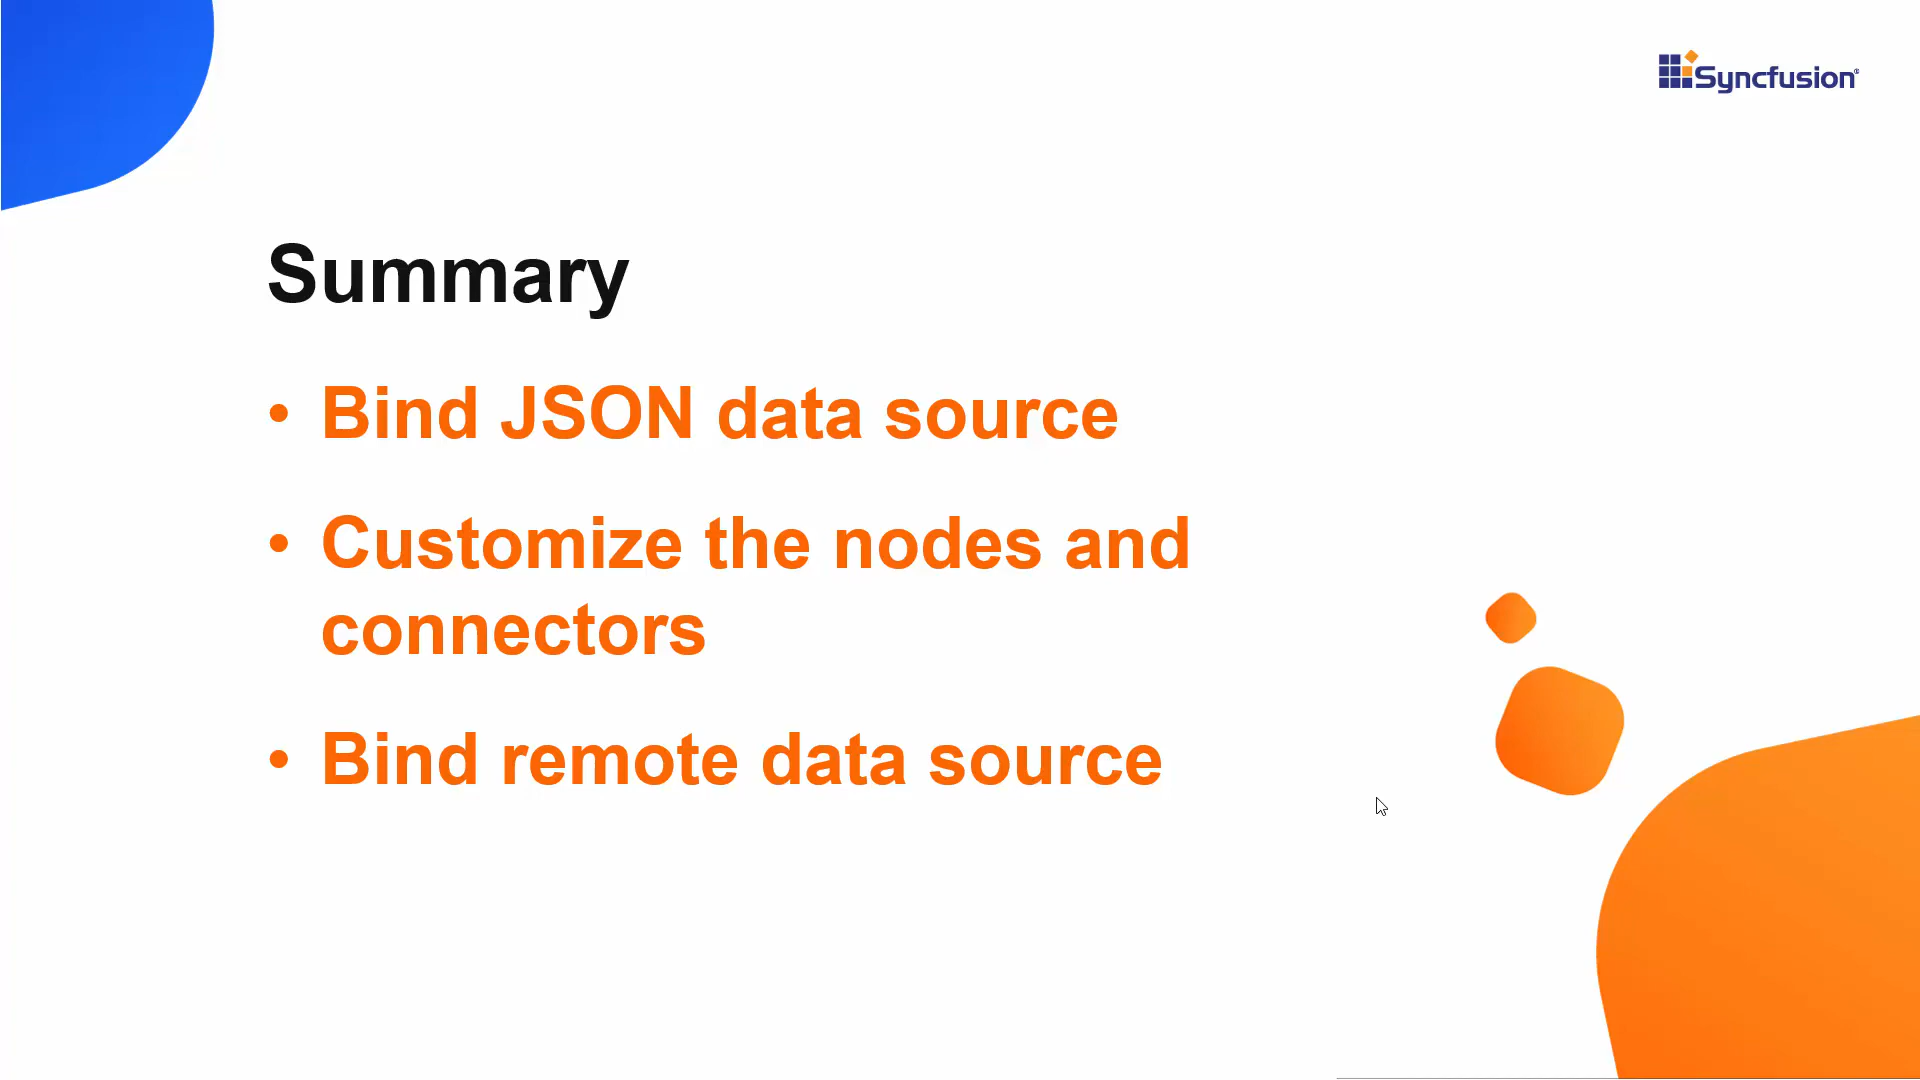 Syncfusion®
Summary
• Bind JSON data source
• Customize the nodes and
connectors
• Bind remote data source